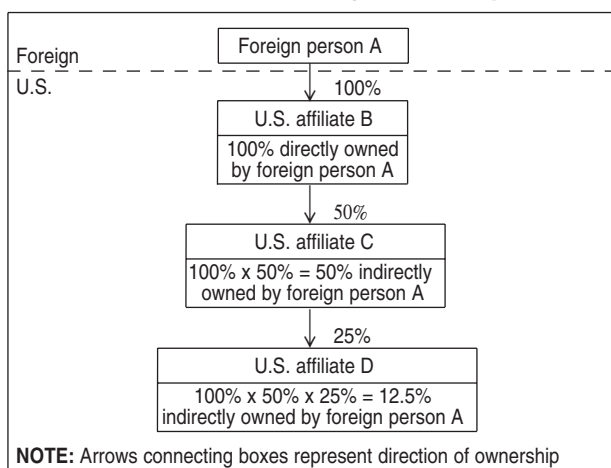 Foreign person A
Foreign
U.S.
100%
U.S. affiliate B
100% directly owned
by foreign person A
50%
U.S. affiliate C
100% x 50% = 50% indirectly
owned by foreign person A
25%
U.S. affiliate D
100% x 50% x 25% = 12.5%
indirectly owned by foreign person A
NOTE: Arrows connecting boxes represent direction of ownership